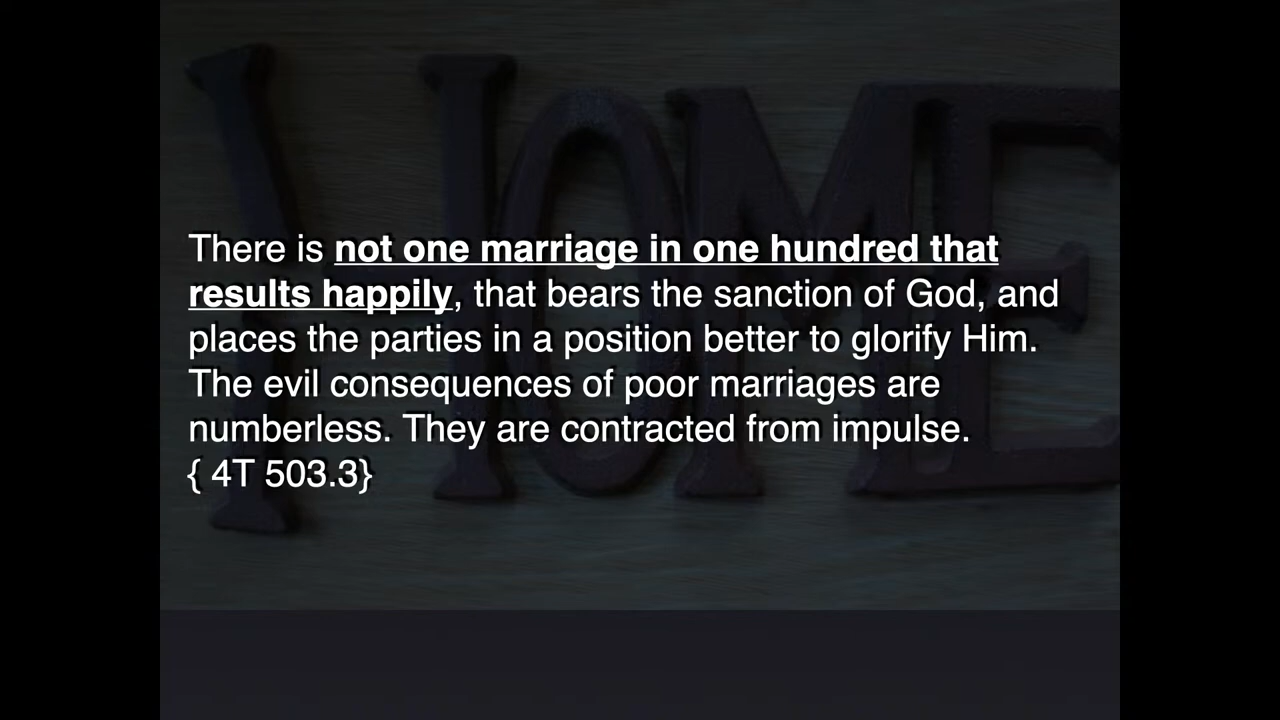 HOME
There is not one marriage in one hundred that
results happily, that bears the sanction of God, and
places the parties in a position better to glorify Him.
The evil consequences of poor marriages are
numberless. They are contracted from impulse.
{ 4T 503.3}